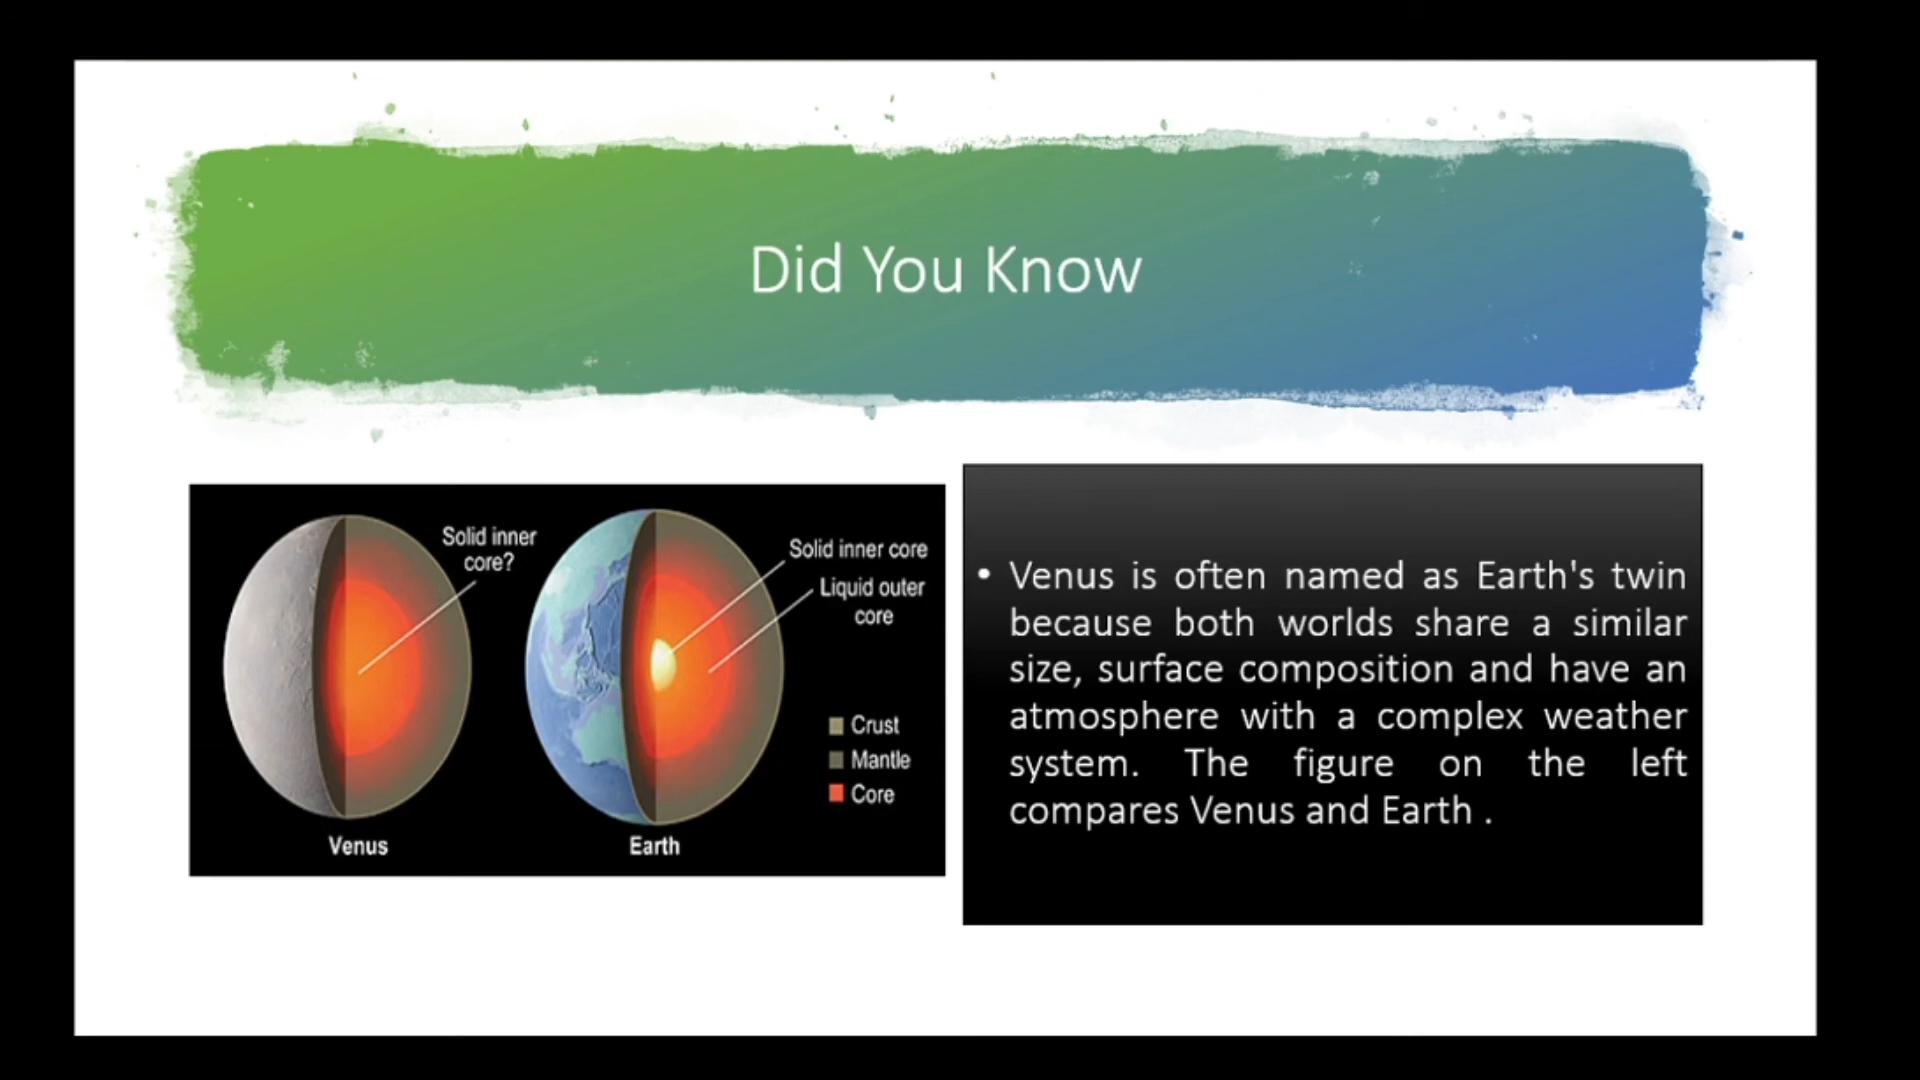 Did You Know
Solid inner
core?
Solid inner core
Liquid outer
core
Crust
Mantle
Core
Venus
Earth
• Venus is often named as Earth's twin
because both worlds share a similar
size, surface composition and have an
atmosphere with a complex weather
system. The figure on the left
compares Venus and Earth .